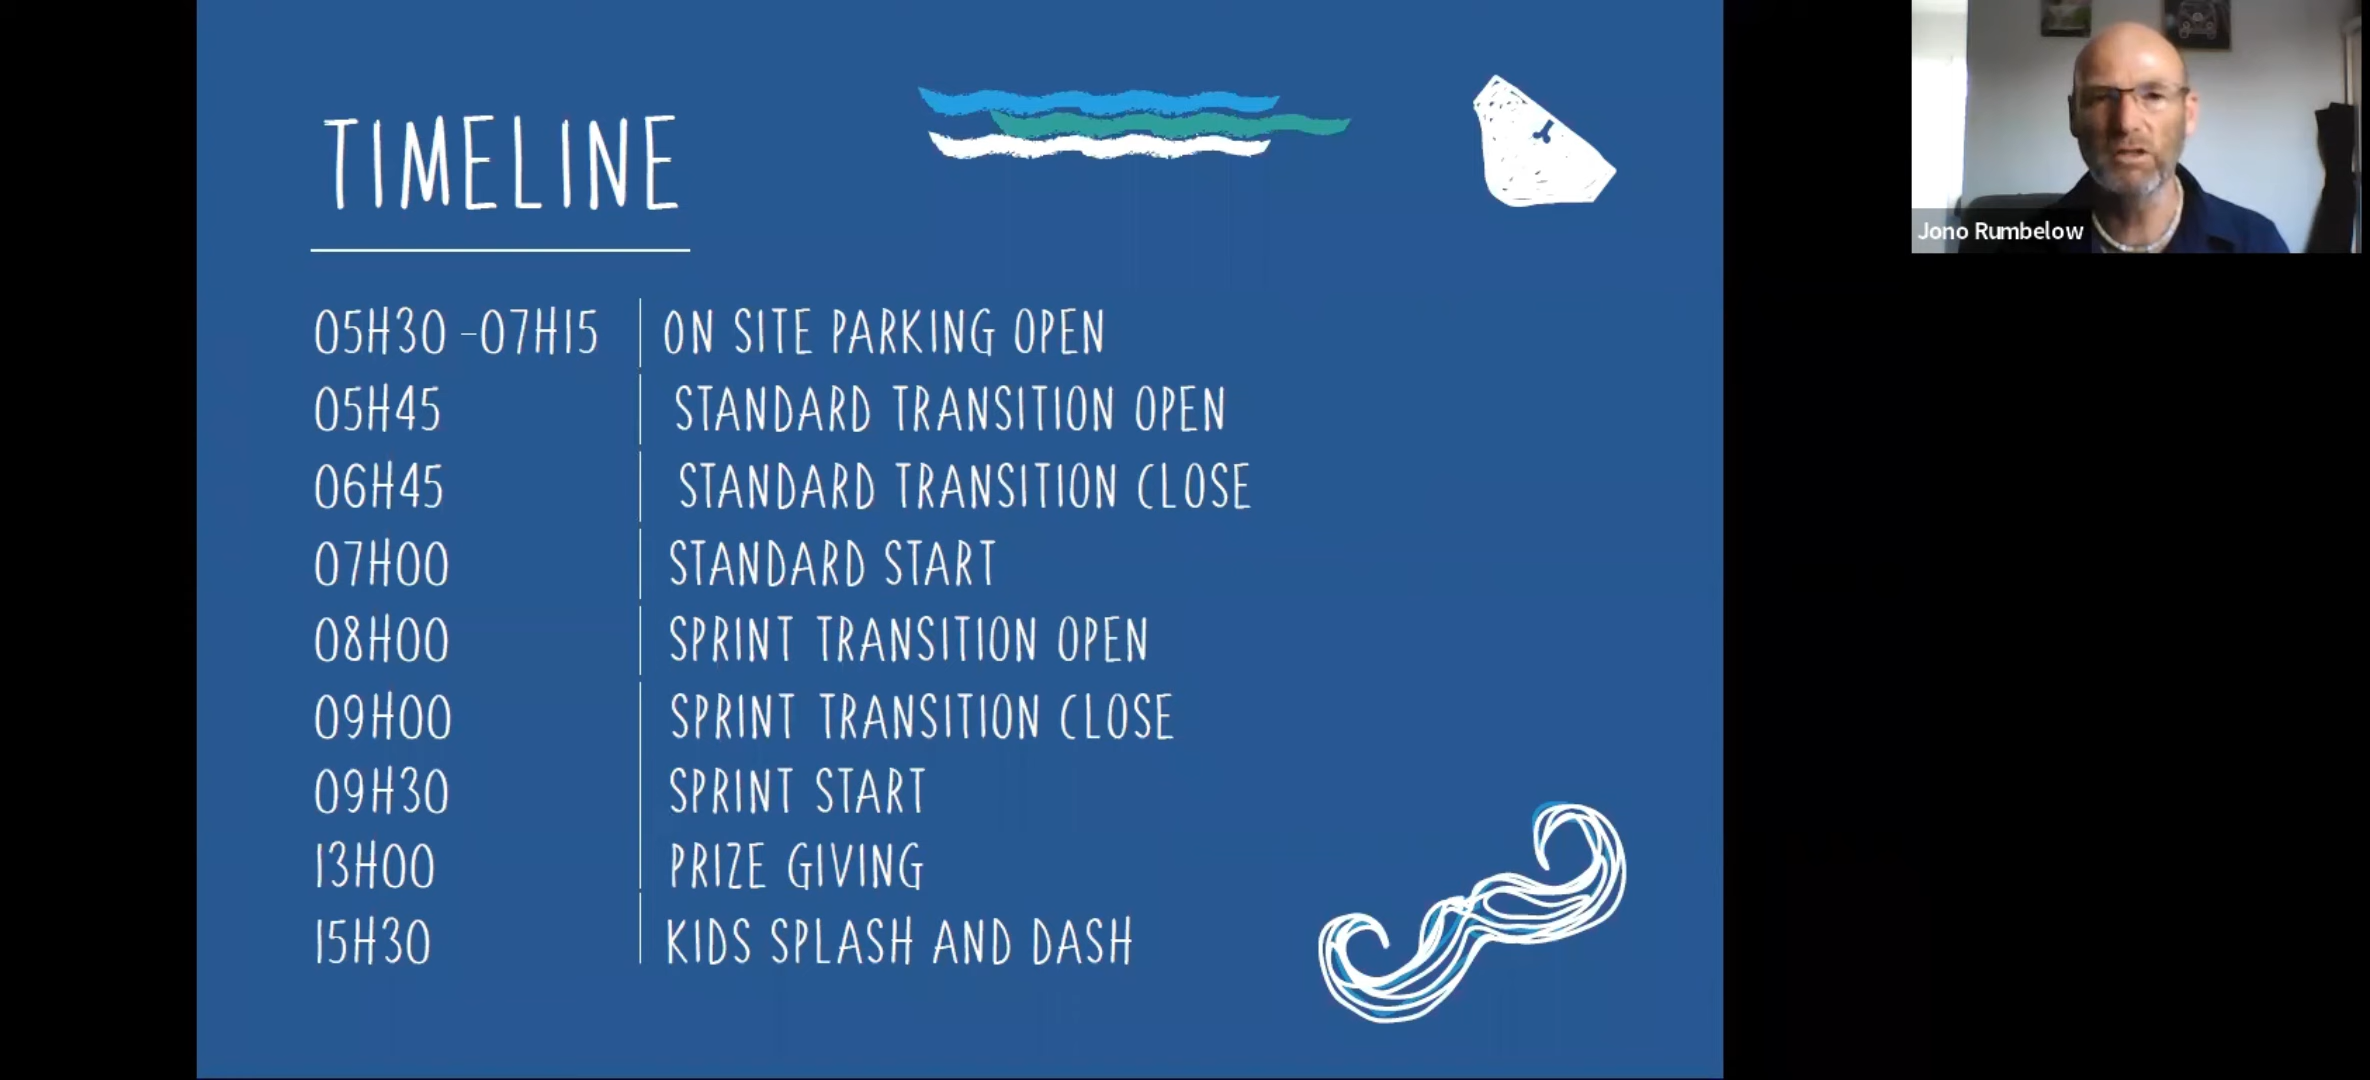 TIMELINE
05H30 -07H15 ON SITE PARKING OPEN
05H45 STANDARD TRANSITION OPEN
06H45 STANDARD TRANSITION CLOSE
07H00 STANDARD START
08H00 SPRINT TRANSITION OPEN
09H00 SPRINT TRANSITION CLOSE
09H30 SPRINT START
13H00 PRIZE GIVING
15H30 KIDS SPLASH AND DASH
Jono Rumbelow